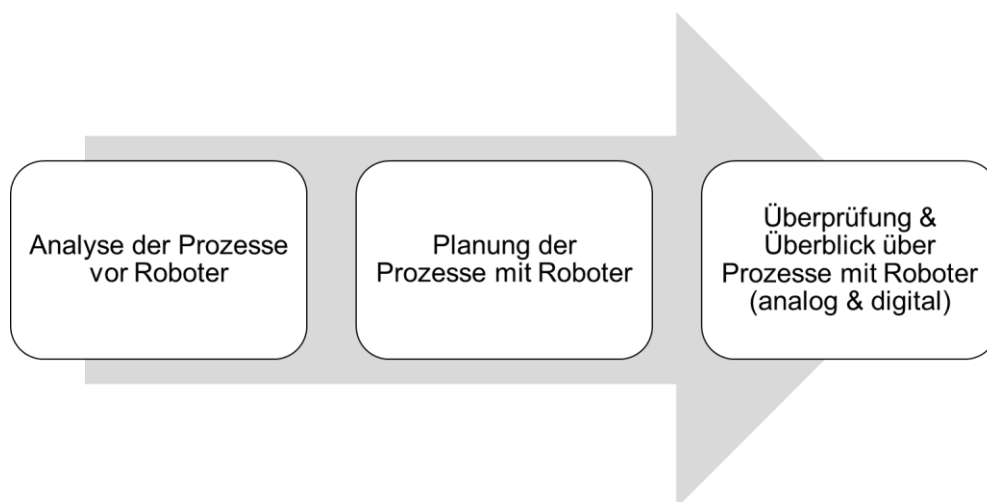 Analyse der Prozesse
vor Roboter
Planung der
Prozesse mit Roboter
Überprüfung &
Überblick über
Prozesse mit Roboter
(analog & digital)